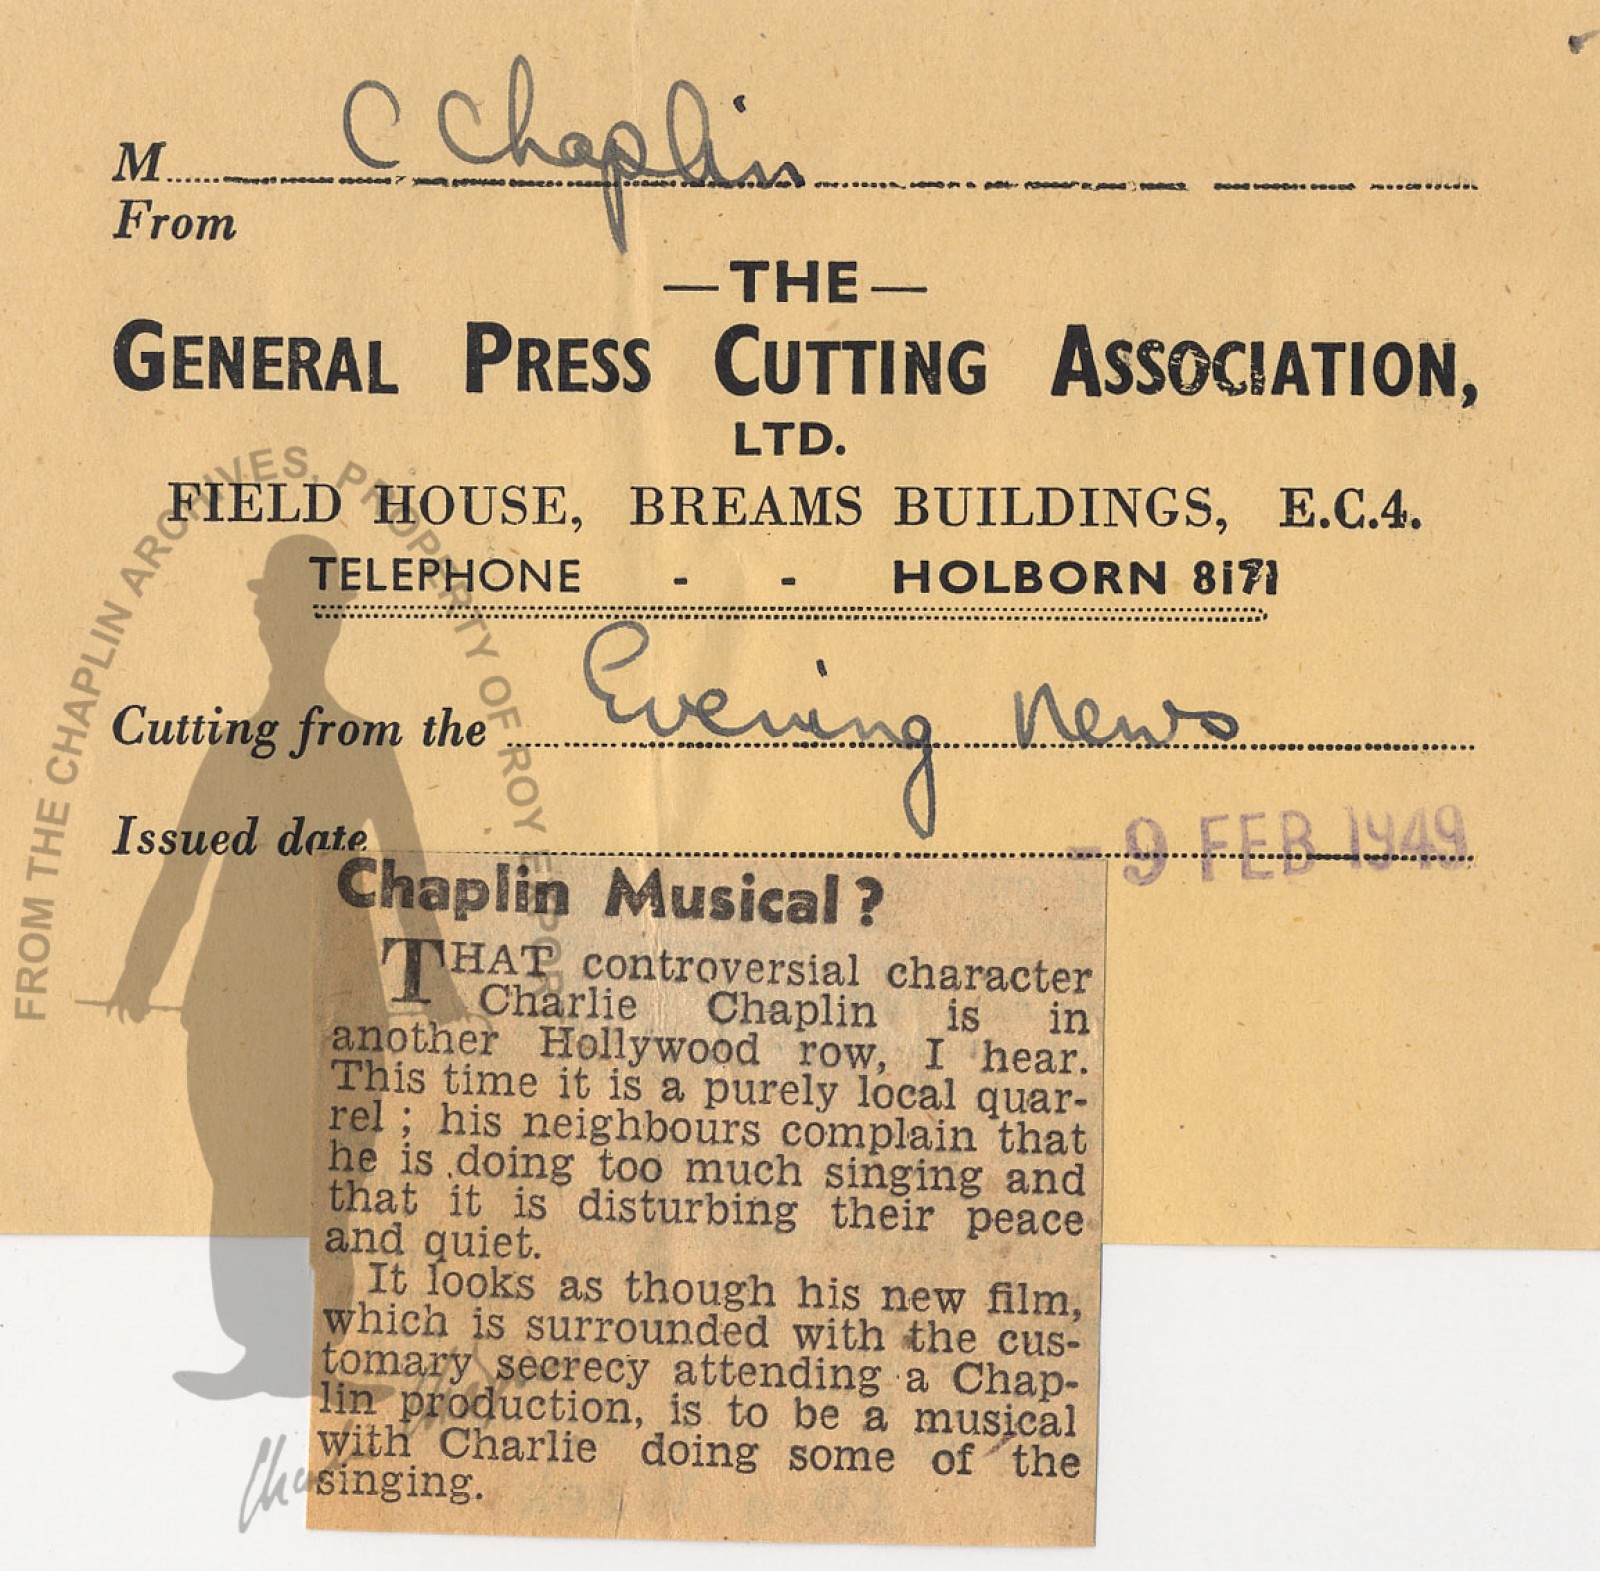 M C Chaplin
From
—THE—
GENERAL PRESS CUTTING ASSOCIATION,
LTD.
FIELD HOUSE, BREAMS BUILDINGS, E.C.4.
TELEPHONE - - HOLBORN 8171
Cutting from the Evening News
Issued date - 9 FEB 1949
Chaplin Musical?
THAT controversial character
Charlie Chaplin is in
another Hollywood row, I hear.
This time it is a purely local quar-
rel; his neighbours complain that
he is doing too much singing and
that it is disturbing their peace
and quiet.
It looks as though his new film,
which is surrounded with the cus-
tomary secrecy attending a Chap-
lin production, is to be a musical
with Charlie doing some of the
singing.
FROM THE CHAPLIN ARCHIVES, PROPERTY OF ROY EXPORT